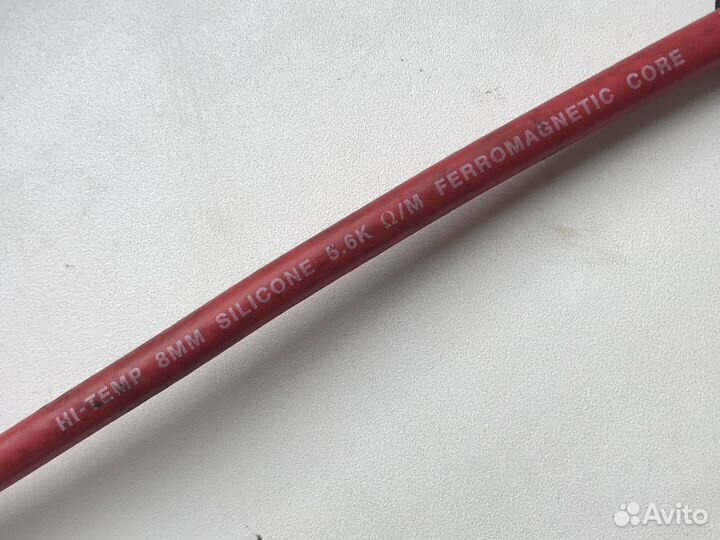 HI-TEMP 8MM SILICONE 5.6K Ω/M FERROMAGNETIC CORE
Avito